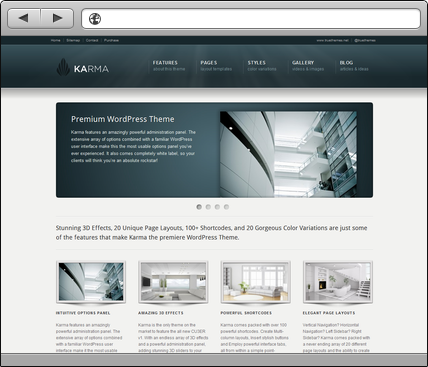 Home Sitemap Contact Purchase
www.truethemes.net @truethemes
KARMA
FEATURES PAGES STYLES GALLERY BLOG
about this theme layout templates color variations videos & images articles & ideas
Premium WordPress Theme
Karma features an amazingly powerful administration panel. The
extensive array of options combined with a familiar WordPress
user interface make this the most usable options panel you've
ever experienced. It also comes completely white label, so your
clients will think you're an absolute rockstar!
Stunning 3D Effects, 20 Unique Page Layouts, 100+ Shortcodes, and 20 Gorgeous Color Variations are just some
of the features that make Karma the premiere WordPress Theme.
INTUITIVE OPTIONS PANEL
Karma features an amazingly
powerful administration panel. The
extensive array of options
combined with a familiar
WordPress user interface make
this the most usable
AMAZING 3D EFFECTS
Karma is the only theme on the
market to feature the all new CU3ER
v1. With an endless array of 3D effects
and a powerful administration panel,
adding stunning 3D sliders to your
POWERFUL SHORTCODES
Karma comes packed with over 100
powerful shortcodes. Create Multi-
column layouts, insert stylish buttons
and Employ powerful interface tabs,
all from within a simple point
ELEGANT PAGE LAYOUTS
Vertical Navigation? Horizontal
Navigation? Left Sidebar? Right
Sidebar? Karma comes packed with
a never ending array of 20 different
page layouts and the ability to create